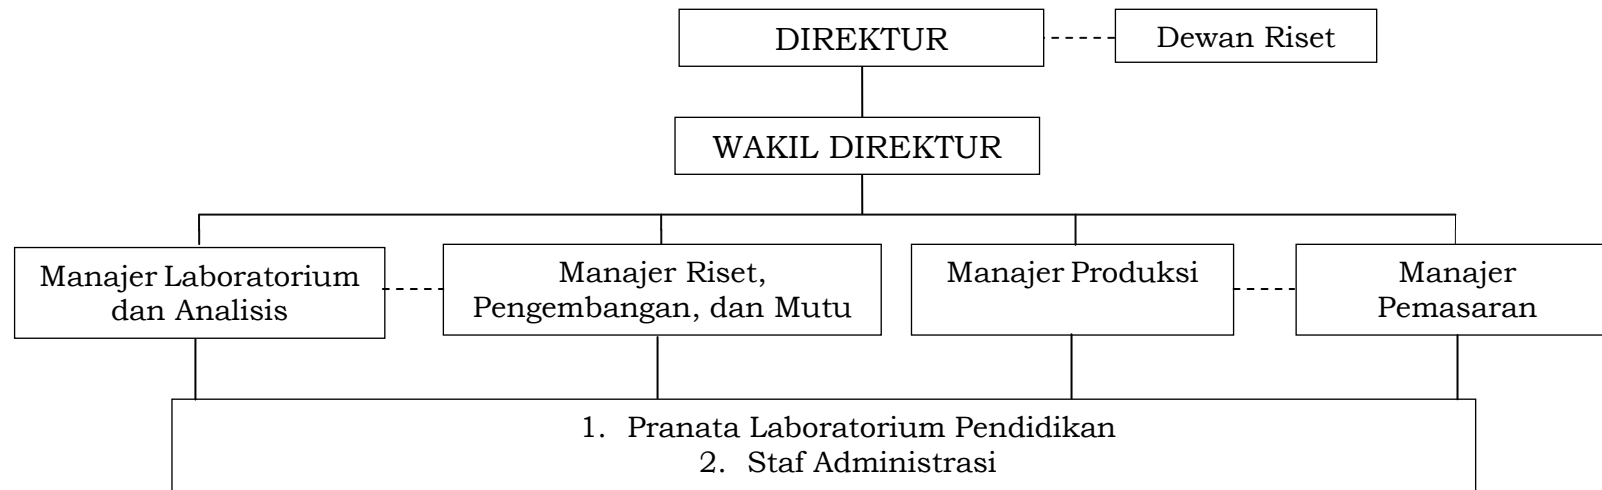 DIREKTUR
Dewan Riset
WAKIL DIREKTUR
Manajer Laboratorium
dan Analisis
Manajer Riset,
Pengembangan, dan Mutu
Manajer Produksi
Manajer
Pemasaran
1. Pranata Laboratorium Pendidikan
2. Staf Administrasi